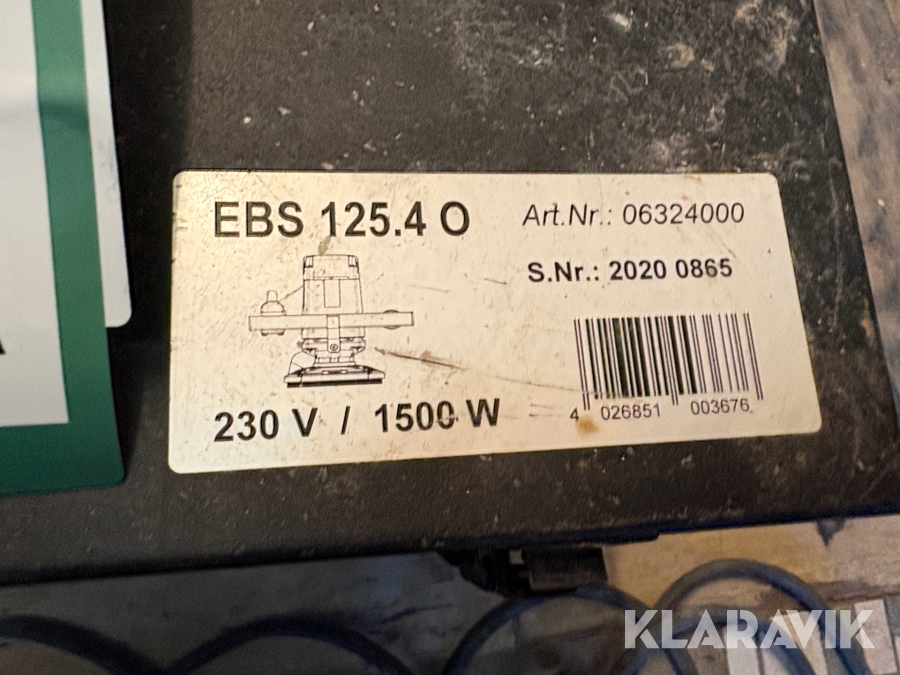 EBS 125.4 O
Art.Nr.: 06324000
S.Nr.: 2020 0865
230 V / 1500 W
4 026851 003676
KLARAVIK